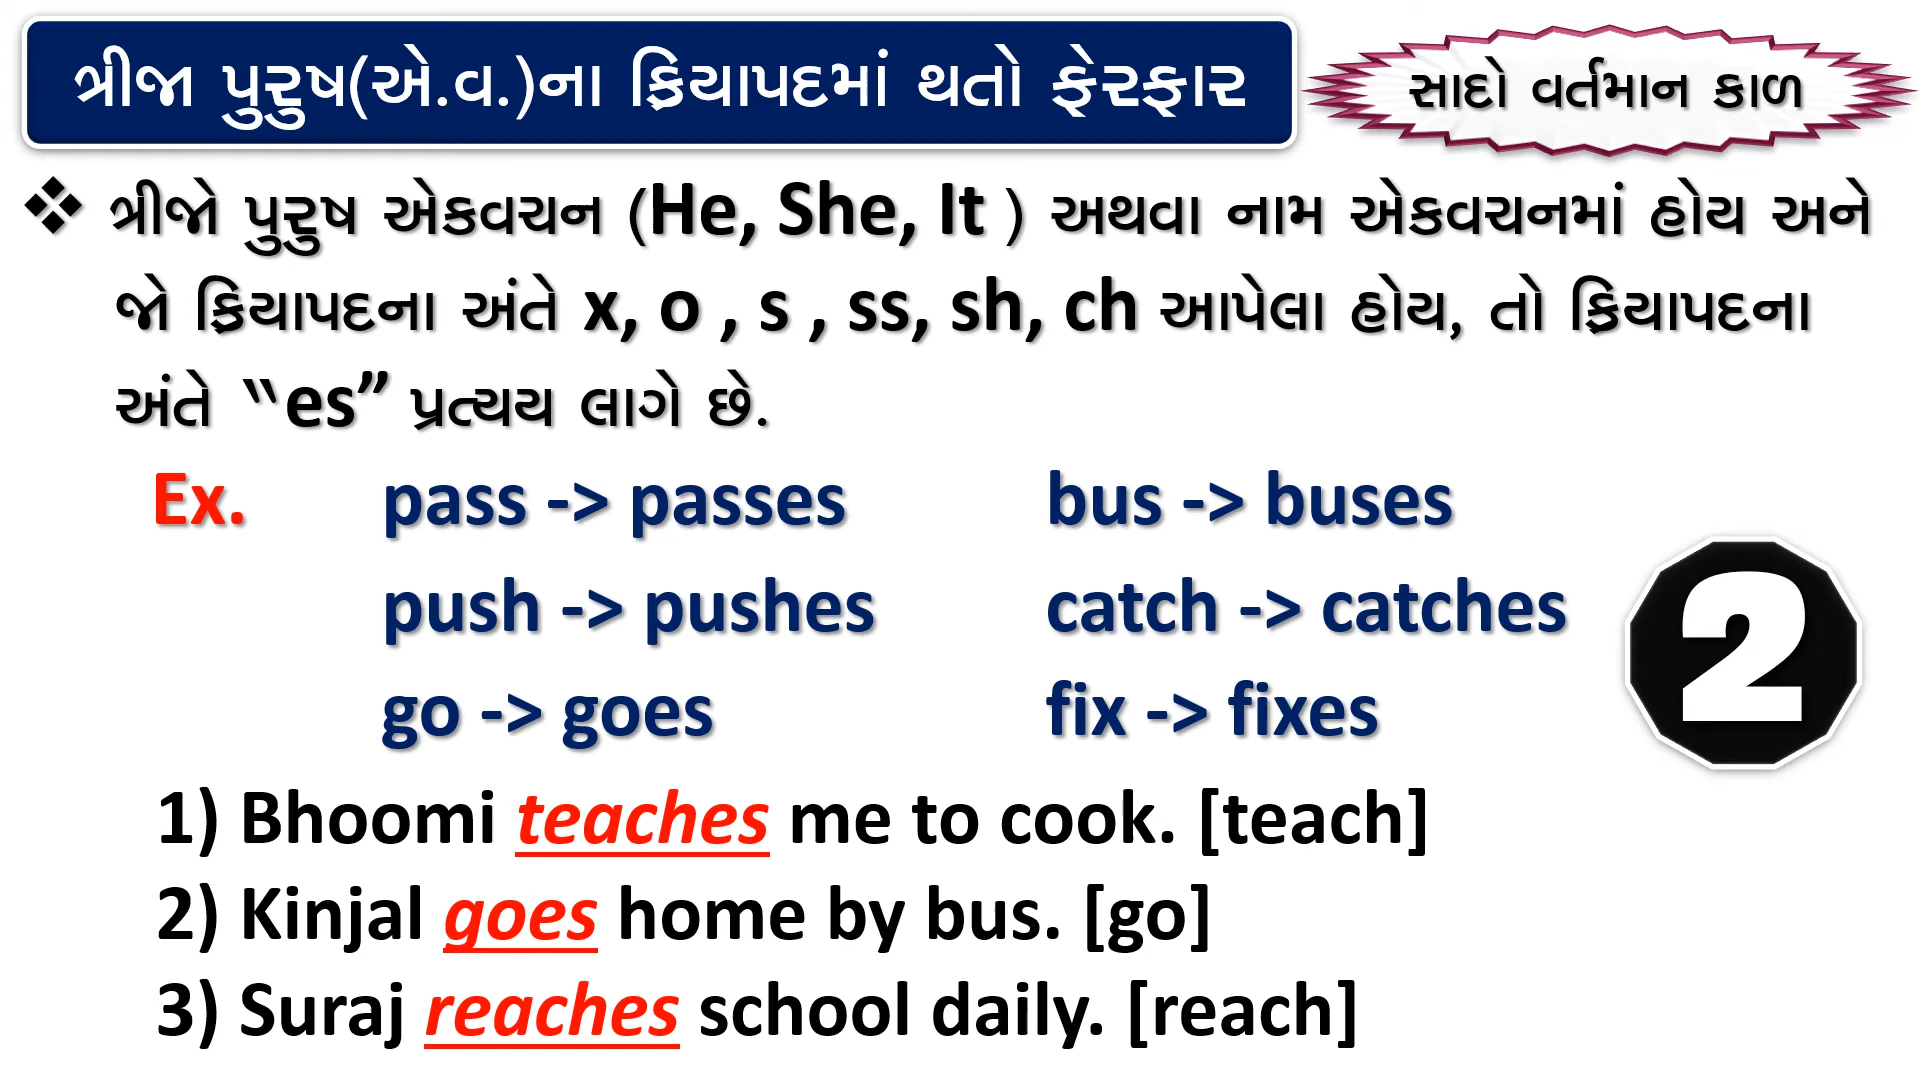 ત્રીજા પુરુષ(એ.વ.)ના ક્રિયાપદમાં થતો ફેરફાર
સાદો વર્તમાન કાળ
❖ ત્રીજો પુરુષ એકવચન (He, She, It ) અથવા નામ એકવચનમાં હોય અને
જો ક્રિયાપદના અંતે x, o , s , ss, sh, ch આપેલા હોય, તો ક્રિયાપદના
અંતે “es” પ્રત્યય લાગે છે.
Ex. pass -> passes bus -> buses
push -> pushes catch -> catches
go -> goes fix -> fixes
2
1) Bhoomi teaches me to cook. [teach]
2) Kinjal goes home by bus. [go]
3) Suraj reaches school daily. [reach]